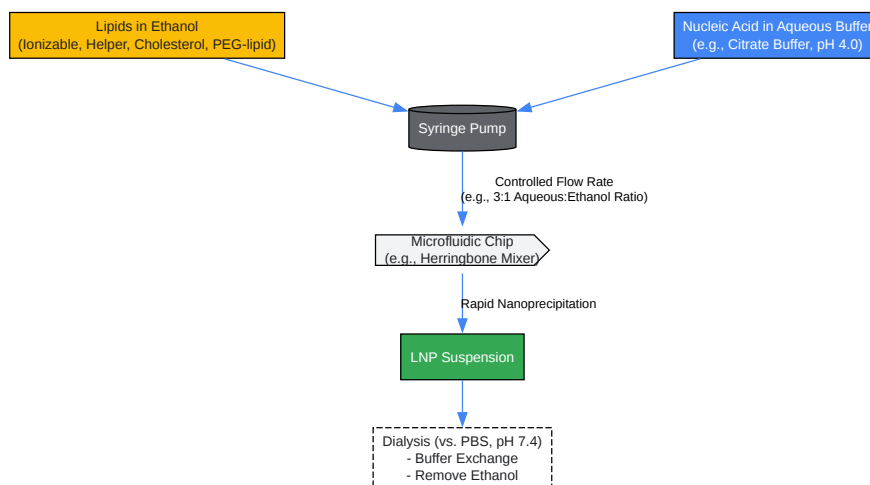 Lipids in Ethanol
(Ionizable, Helper, Cholesterol, PEG-lipid)
Nucleic Acid in Aqueous Buffer
(e.g., Citrate Buffer, pH 4.0)
Syringe Pump
Controlled Flow Rate
(e.g., 3:1 Aqueous:Ethanol Ratio)
Microfluidic Chip
(e.g., Herringbone Mixer)
Rapid Nanoprecipitation
LNP Suspension
Dialysis (vs. PBS, pH 7.4)
- Buffer Exchange
- Remove Ethanol